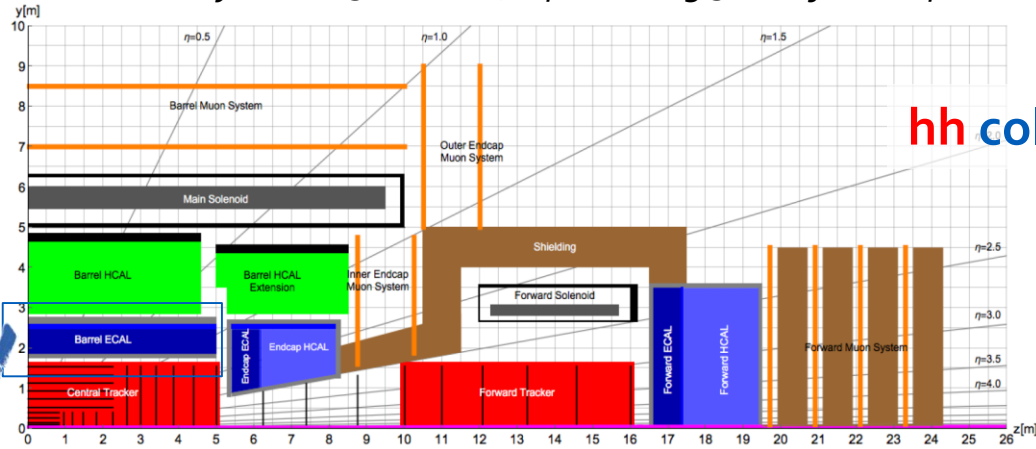 y[m]
10
η=0.5
η=1.0
η=1.5
9
8
Barrel Muon System
hh col
7
Outer Endcap
Muon System
6
Main Solenoid
5
Shielding
η=2.5
4
Barrel HCAL
Barrel HCAL
Extension
Inner Endcap
Muon System
Forward Solenoid
3
η=3.0
2
Barrel ECAL
Endcap ECAL
Endcap HCAL
Forward ECAL
Forward HCAL
Forward Muon System
η=3.5
1
Central Tracker
Forward Tracker
η=4.0
0
0 1 2 3 4 5 6 7 8 9 10 11 12 13 14 15 16 17 18 19 20 21 22 23 24 25 26 z[m]